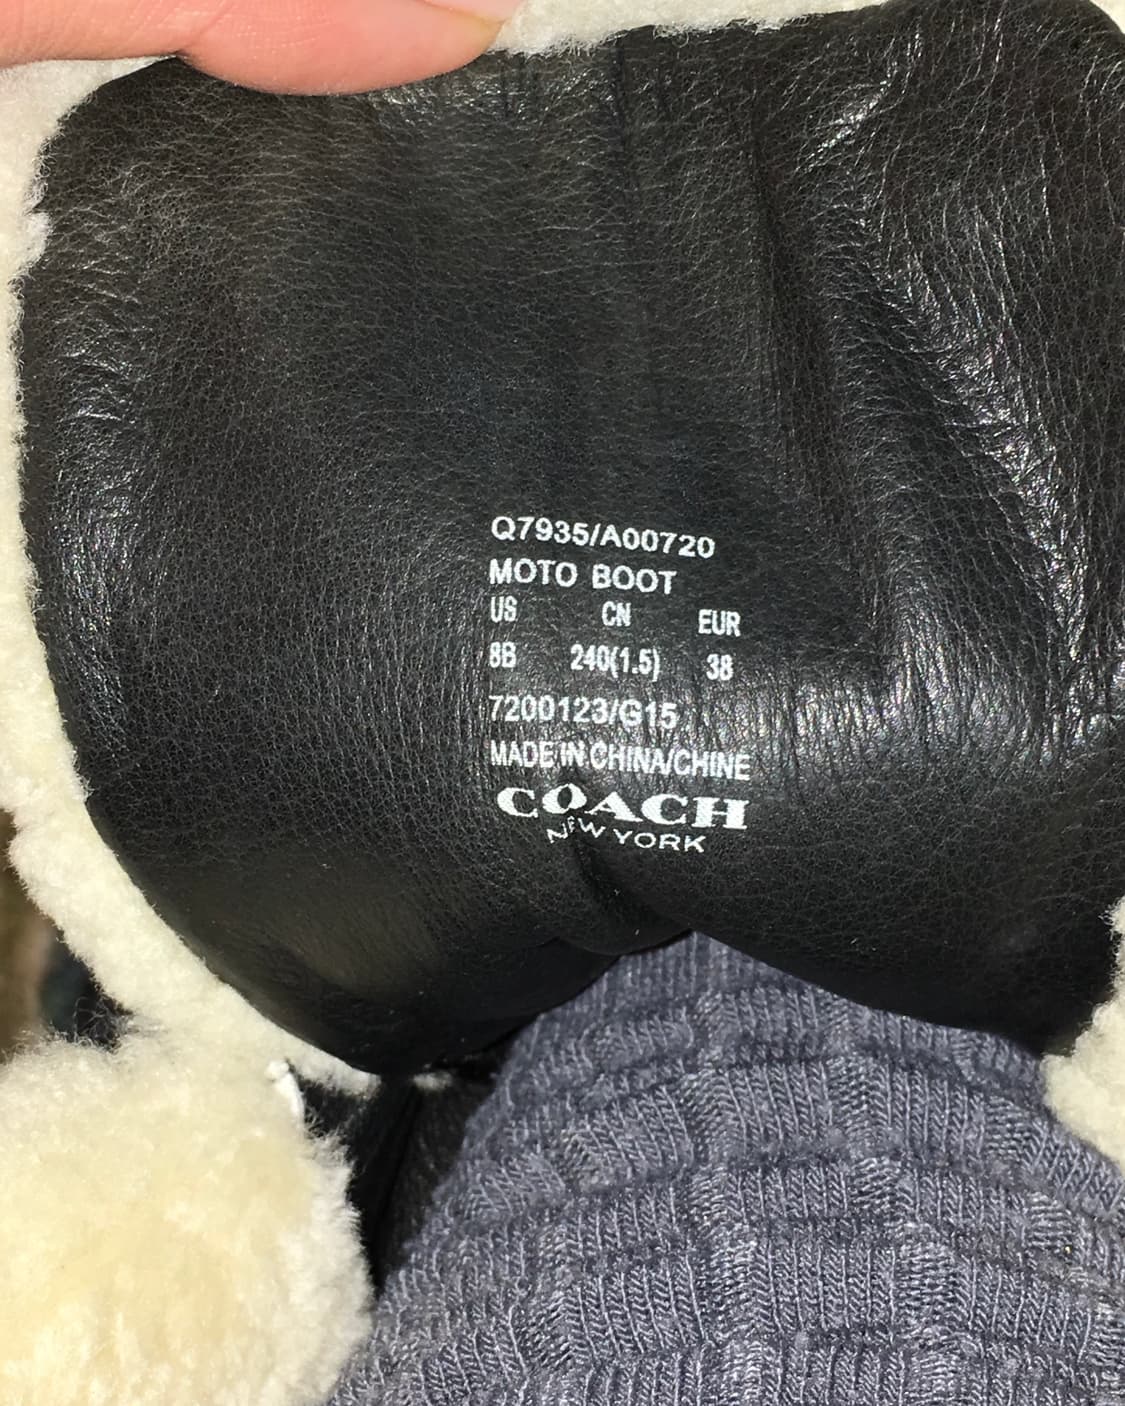 Q7935/A00720
MOTO BOOT
US CN EUR
8B 240(1.5) 38
7200123/G15
MADE IN CHINA/CHINE
COACH
NEW YORK